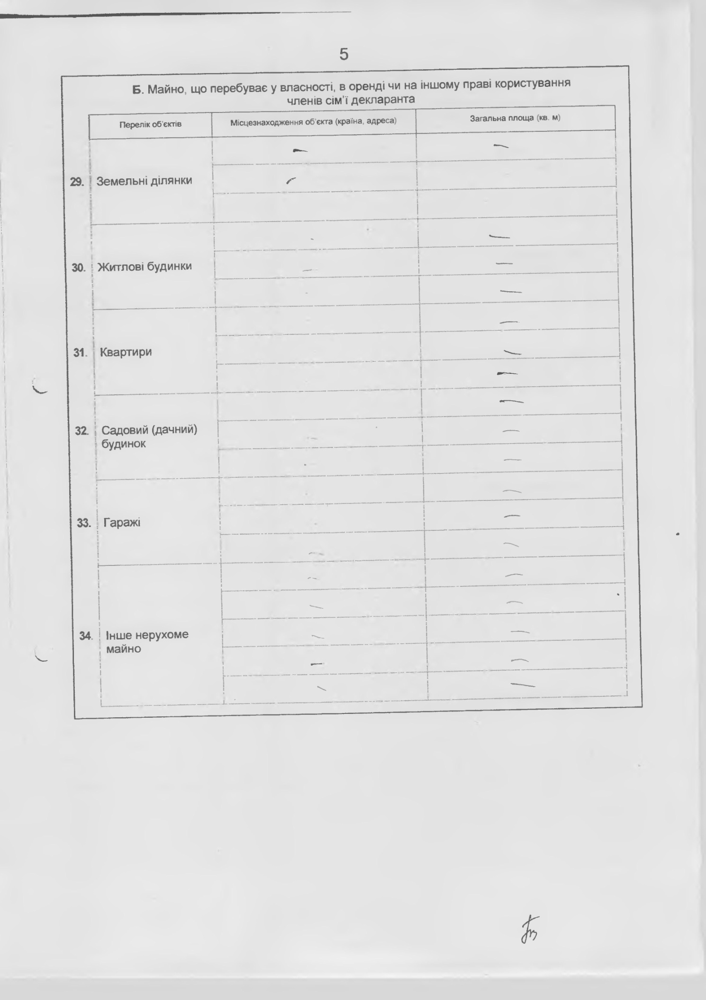 5
Б. Майно, що перебуває у власності, в оренді чи на іншому праві користування
членів сім’ї декларанта
Перелік об'єктів Місцезнаходження об'єкта (країна, адреса) Загальна площа (кв. м)
— —
29. Земельні ділянки
—
30. Житлові будинки — —
—
—
31. Квартири —
—
—
32. Садовий (дачний) —
будинок
—
—
33. Гаражі —
— —
— —
— —
34. Інше нерухоме — —
майно
— —
— —